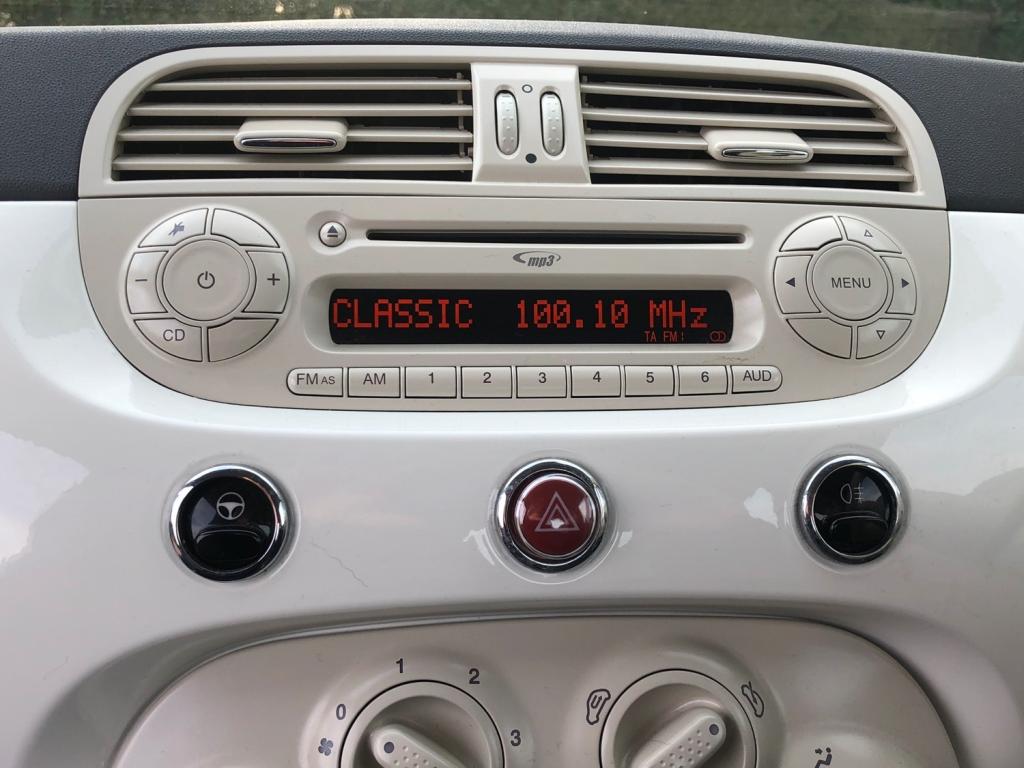 mp3
CLASSIC 100.10 MHz
TA FM1
MENU
CD
FM AS AM 1 2 3 4 5 6 AUD
0 1 2 3